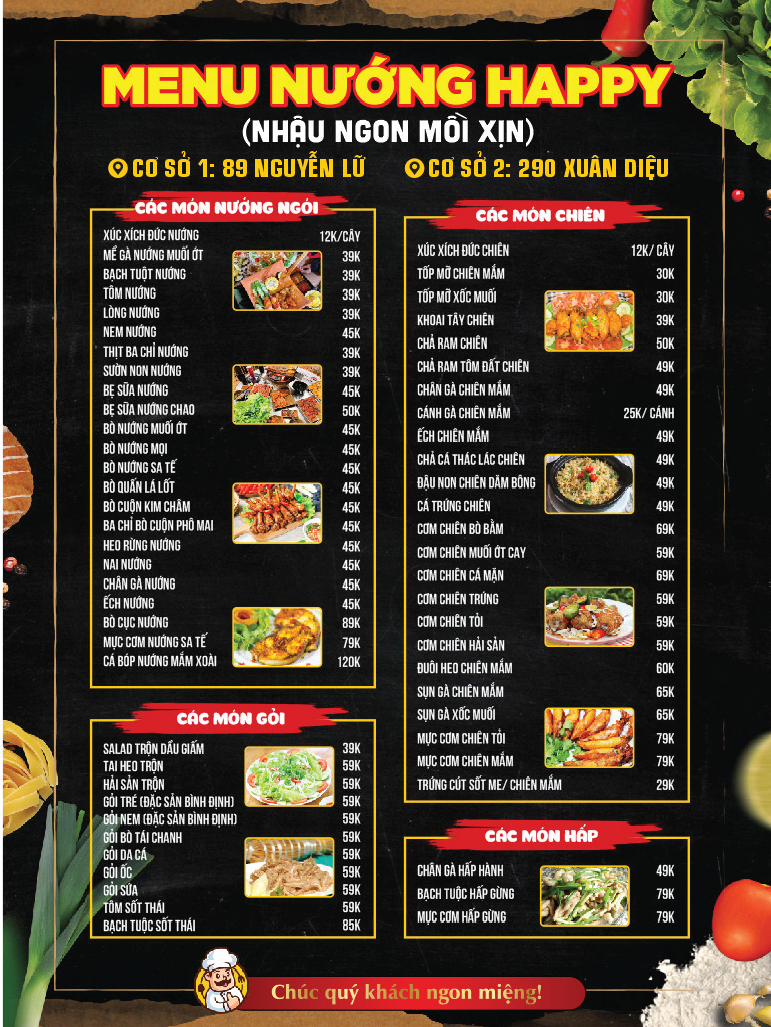 MENU NƯỚNG HAPPY
(NHẬU NGON MỒI XỊN)
CƠ SỞ 1: 89 NGUYỄN LỮ
CƠ SỞ 2: 290 XUÂN DIỆU
CÁC MÓN NƯỚNG NGÓI
XÚC XÍCH ĐỨC NƯỚNG 12K/CÂY
MỀ GÀ NƯỚNG MUỐI ỚT 39K
BẠCH TUỘT NƯỚNG 39K
TÔM NƯỚNG 39K
LÒNG NƯỚNG 39K
NEM NƯỚNG 45K
THỊT BA CHỈ NƯỚNG 39K
SƯỜN NON NƯỚNG 39K
BẸ SỮA NƯỚNG 45K
BẸ SỮA NƯỚNG CHAO 50K
BÒ NƯỚNG MUỐI ỚT 45K
BÒ NƯỚNG MỌI 45K
BÒ NƯỚNG SA TẾ 45K
BÒ QUẤN LÁ LỐT 45K
BÒ CUỘN KIM CHÂM 45K
BA CHỈ BÒ CUỘN PHÔ MAI 45K
HEO RỪNG NƯỚNG 45K
NAI NƯỚNG 45K
CHÂN GÀ NƯỚNG 45K
ẾCH NƯỚNG 45K
BÒ CỤC NƯỚNG 89K
MỰC CƠM NƯỚNG SA TẾ 79K
CÁ BÓP NƯỚNG MẮM XOÀI 120K
CÁC MÓN GỎI
SALAD TRỘN DẦU GIẤM 39K
TAI HEO TRỘN 59K
HẢI SẢN TRỘN 59K
GỎI TRÉ (ĐẶC SẢN BÌNH ĐỊNH) 59K
GỎI NEM (ĐẶC SẢN BÌNH ĐỊNH) 59K
GỎI BÒ TÁI CHANH 59K
GỎI DA CÁ 59K
GỎI ỐC 59K
GỎI SỨA 59K
TÔM SỐT THÁI 59K
BẠCH TUỘC SỐT THÁI 85K
CÁC MÓN CHIÊN
XÚC XÍCH ĐỨC CHIÊN 12K/ CÂY
TÓP MỠ CHIÊN MẮM 30K
TÓP MỠ XỐC MUỐI 30K
KHOAI TÂY CHIÊN 39K
CHẢ RAM CHIÊN 50K
CHẢ RAM TÔM ĐẤT CHIÊN 49K
CHÂN GÀ CHIÊN MẮM 49K
CÁNH GÀ CHIÊN MẮM 25K/ CÁNH
ẾCH CHIÊN MẮM 49K
CHẢ CÁ THÁC LÁC CHIÊN 49K
ĐẬU NON CHIÊN DĂM BÔNG 49K
CÁ TRỨNG CHIÊN 49K
CƠM CHIÊN BÒ BẰM 69K
CƠM CHIÊN MUỐI ỚT CAY 59K
CƠM CHIÊN CÁ MẶN 69K
CƠM CHIÊN TRỨNG 59K
CƠM CHIÊN TỎI 59K
CƠM CHIÊN HẢI SẢN 59K
ĐUÔI HEO CHIÊN MẮM 60K
SỤN GÀ CHIÊN MẮM 65K
SỤN GÀ XỐC MUỐI 65K
MỰC CƠM CHIÊN TỎI 79K
MỰC CƠM CHIÊN MẮM 79K
TRỨNG CÚT SỐT ME/ CHIÊN MẮM 29K
CÁC MÓN HẤP
CHÂN GÀ HẤP HÀNH 49K
BẠCH TUỘC HẤP GỪNG 79K
MỰC CƠM HẤP GỪNG 79K
Chúc quý khách ngon miệng!